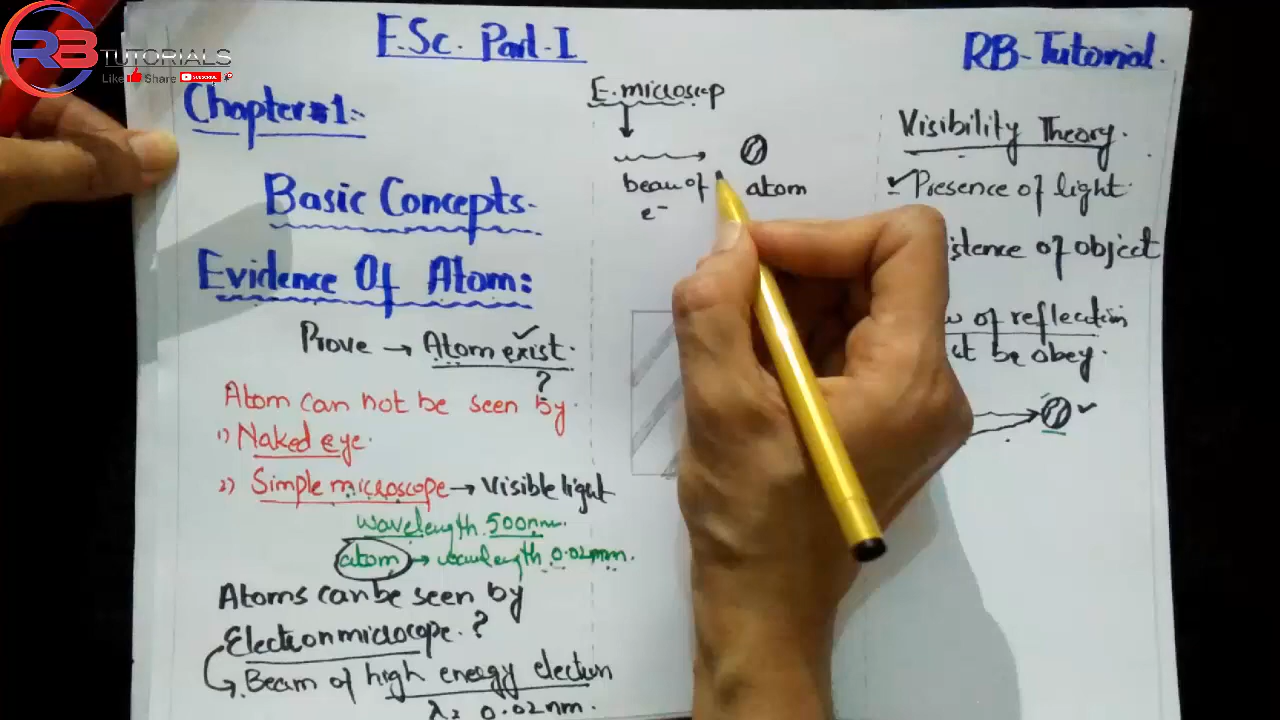 RB TUTORIALS
Like Share SUBSCRIBE
F.Sc. Part-I
RB-Tutorial.
Chapter#1:-
Basic Concepts.
Evidence Of Atom:
Prove → Atom exist.
?
Atom can not be seen by.
1) Naked eye.
2) Simple microscope → Visible light
wavelength 500nm.
atom → wavelength 0.02nm.
Atoms can be seen by
Electron microscope. ?
Beam of high energy electron
λ = 0.02nm.
E.microscop
beam of
e⁻
atom
Visibility Theory.
✓ Presence of light
istence of object
w of reflection
t be obey.